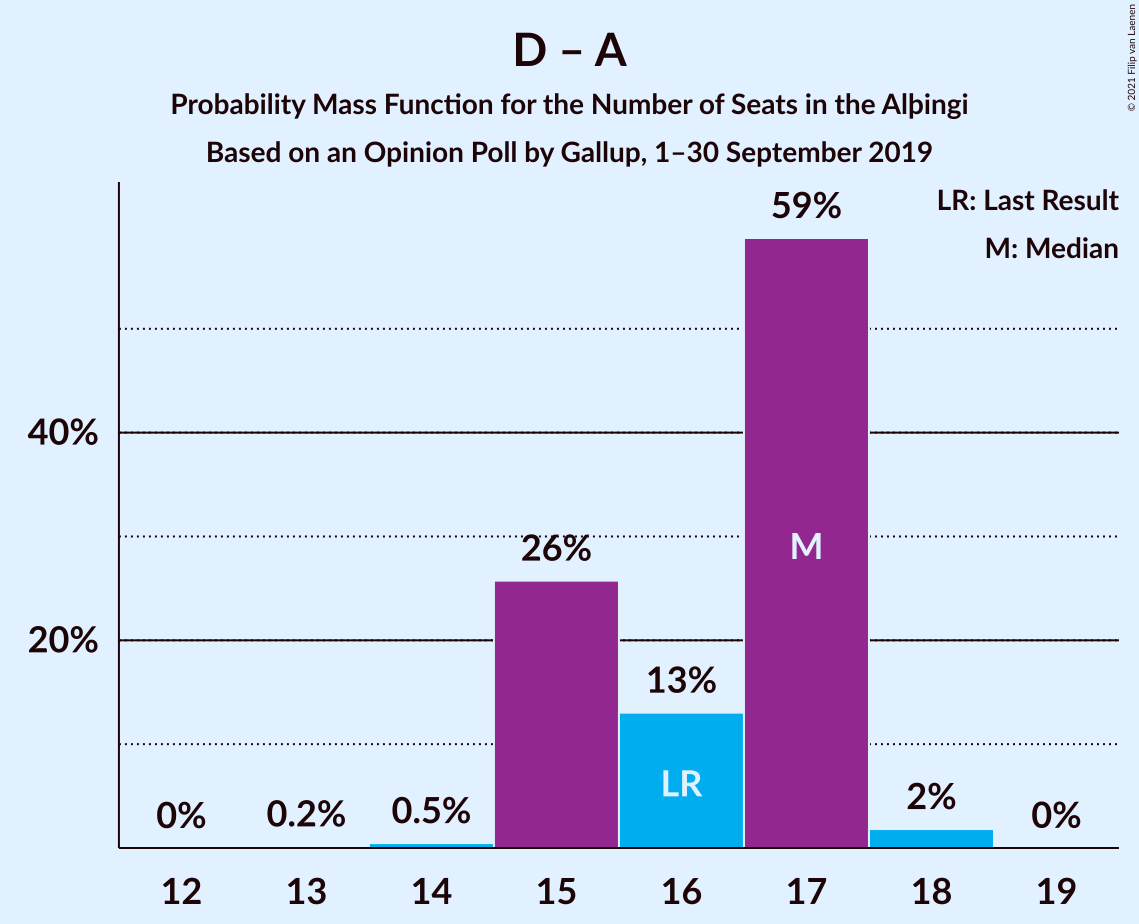 D – A
Probability Mass Function for the Number of Seats in the Alþingi
Based on an Opinion Poll by Gallup, 1–30 September 2019
© 2021 Filip van Laenen
LR: Last Result
M: Median
59%
40%
26%
M
20%
13%
LR
0%
0.2%
0.5%
2%
0%
12 13 14 15 16 17 18 19